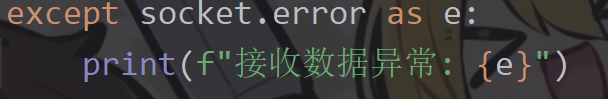 except socket.error as e:
    print(f"接收数据异常: {e}")